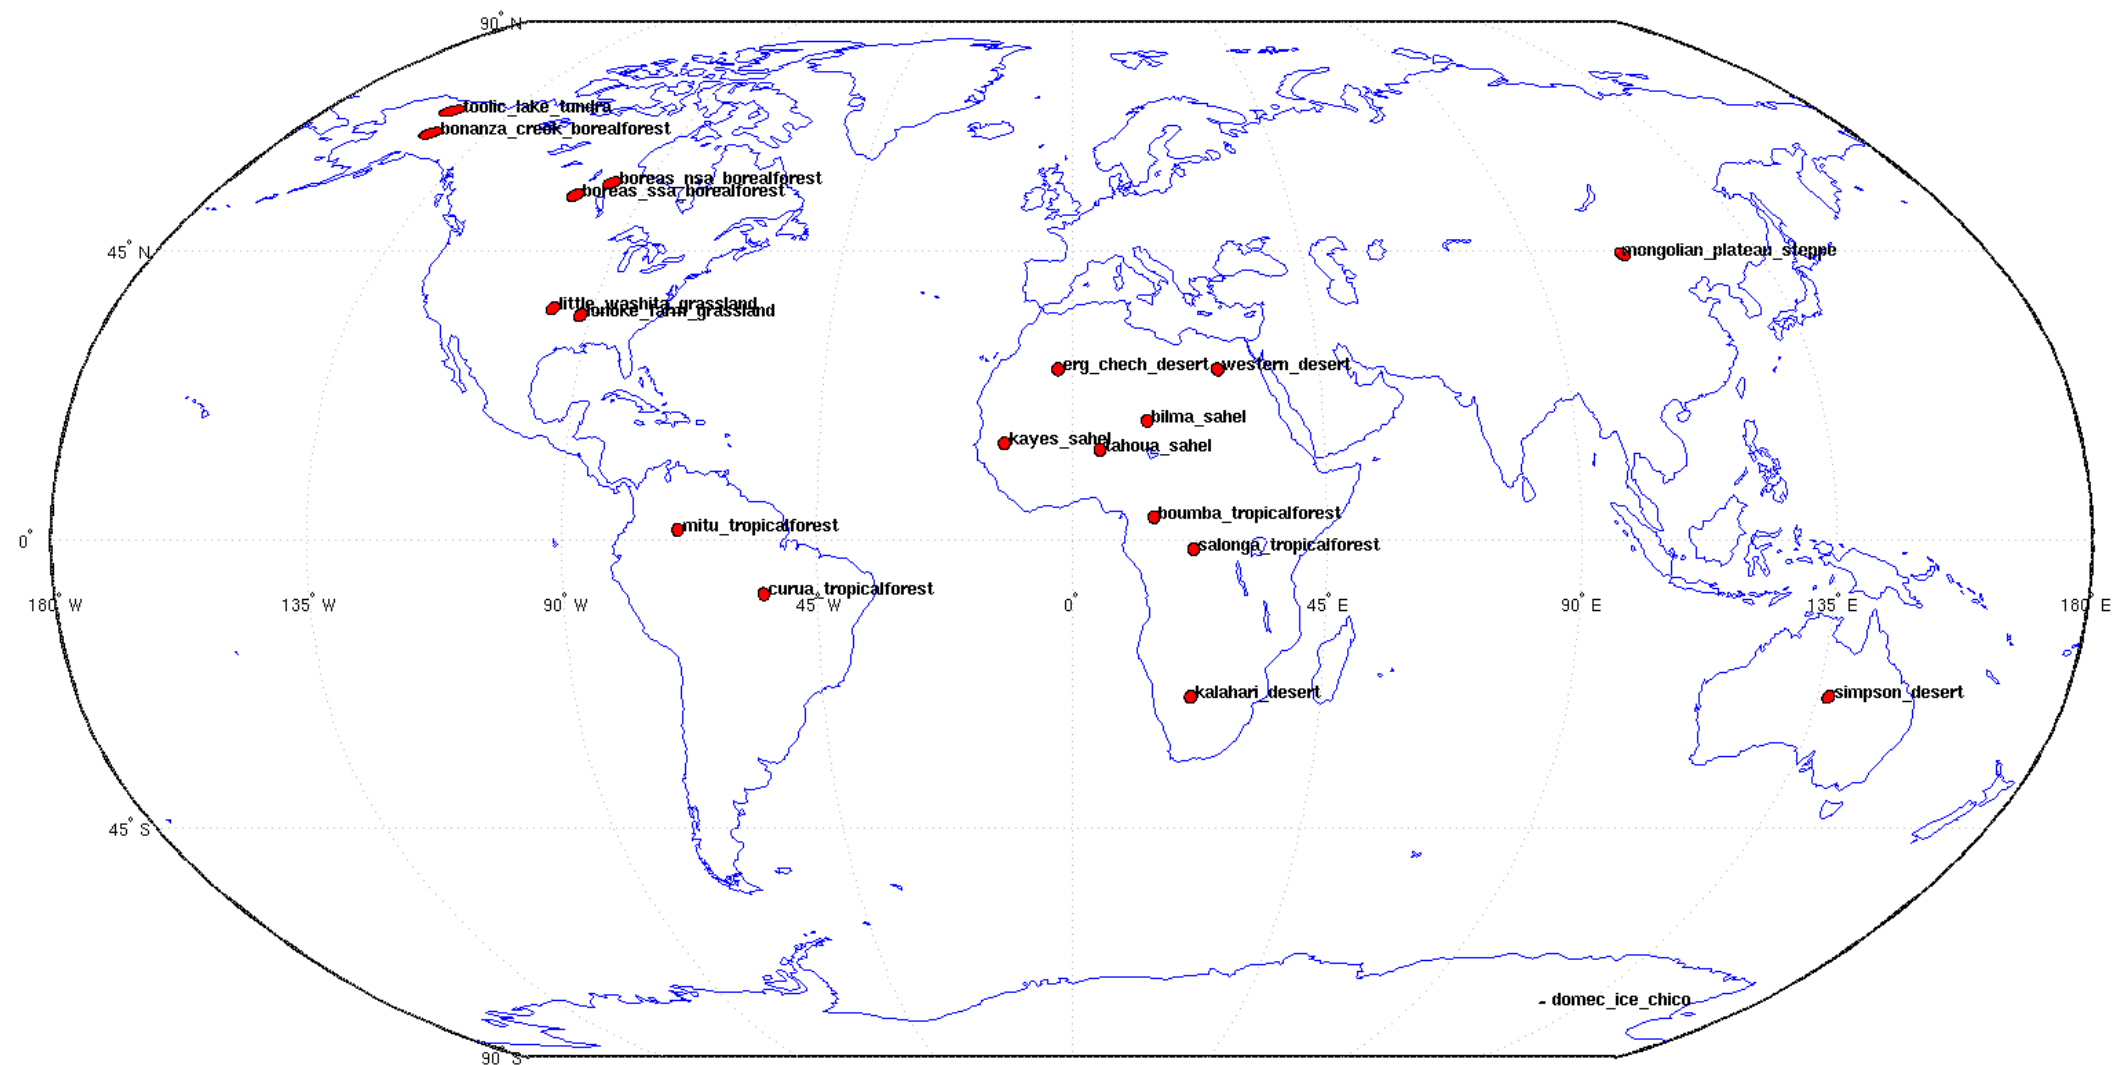 90° N
toolic_lake_tundra
bonanza_creek_borealforest
boreas_nsa_borealforest
boreas_ssa_borealforest
45° N
mongolian_plateau_steppe
little_washita_grassland
lonoke_farm_grassland
erg_chech_desert
western_desert
bilma_sahel
kayes_sahel
tahoua_sahel
boumba_tropicalforest
mitu_tropicalforest
0°
salonga_tropicalforest
curua_tropicalforest
180° W
135° W
90° W
45° W
0°
45° E
90° E
135° E
180° E
kalahari_desert
simpson_desert
45° S
domec_ice_chico
90° S